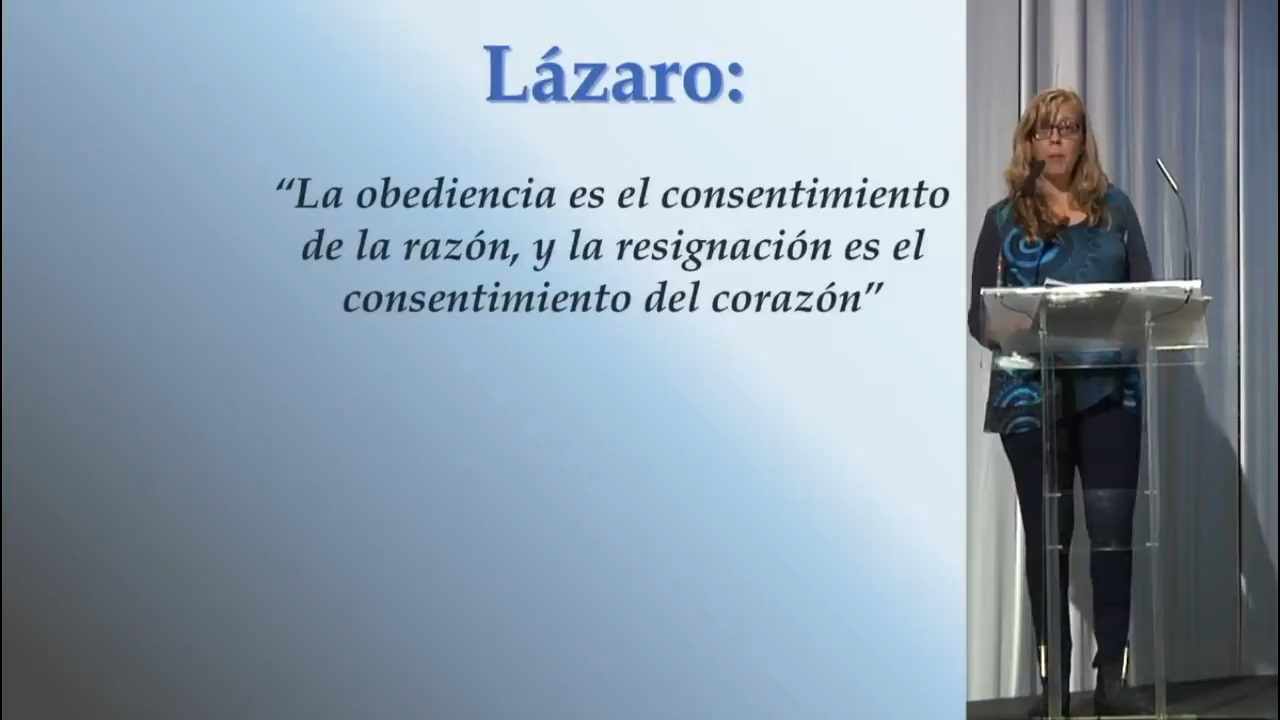 Lázaro:
“La obediencia es el consentimiento
de la razón, y la resignación es el
consentimiento del corazón”